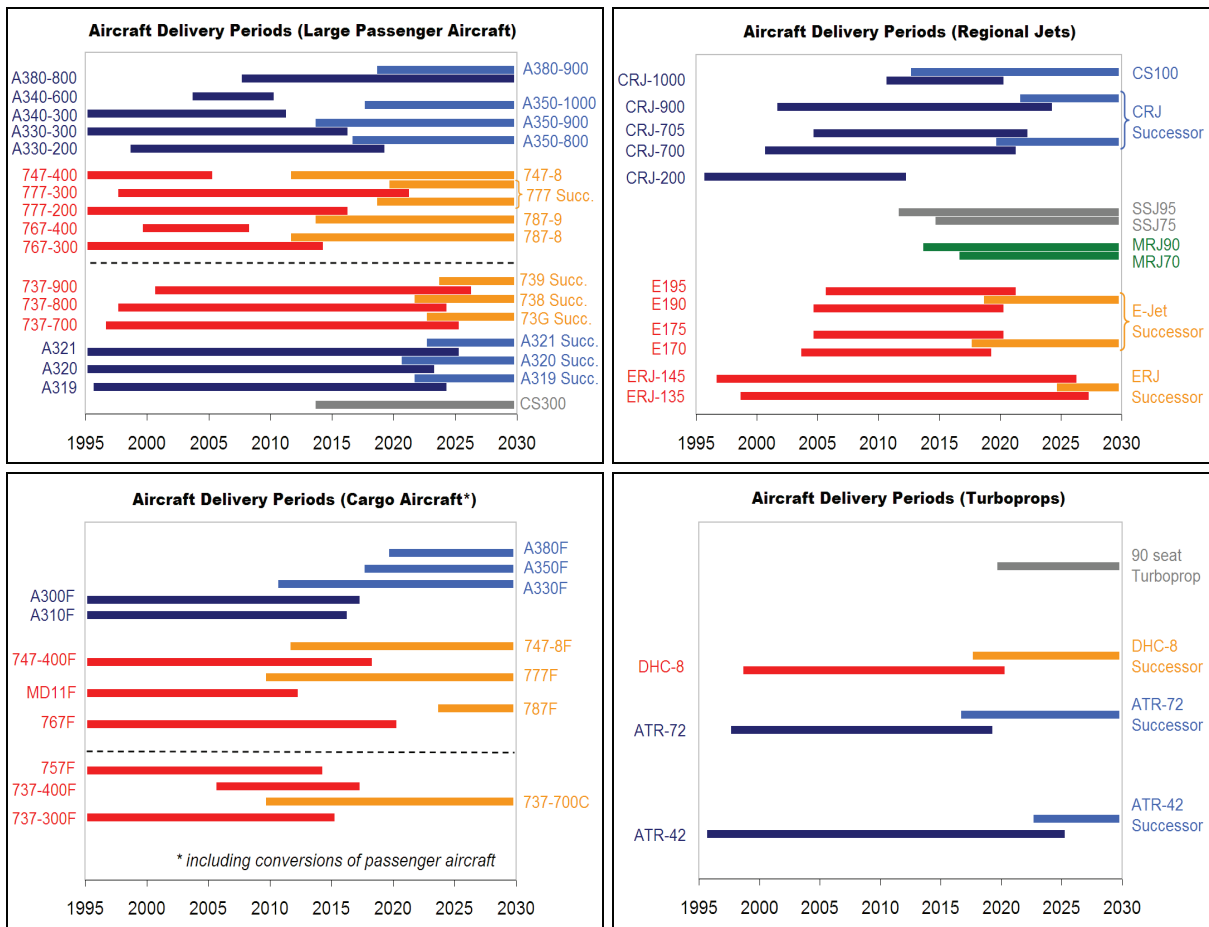 Aircraft Delivery Periods (Large Passenger Aircraft)
A380-800
A340-600
A340-300
A330-300
A330-200
747-400
777-300
777-200
767-400
767-300
737-900
737-800
737-700
A321
A320
A319
A380-900
A350-1000
A350-900
A350-800
747-8
777 Succ.
787-9
787-8
739 Succ.
738 Succ.
73G Succ.
A321 Succ.
A320 Succ.
A319 Succ.
CS300
1995 2000 2005 2010 2015 2020 2025 2030
Aircraft Delivery Periods (Regional Jets)
CRJ-1000
CRJ-900
CRJ-705
CRJ-700
CRJ-200
E195
E190
E175
E170
ERJ-145
ERJ-135
CS100
CRJ
Successor
SSJ95
SSJ75
MRJ90
MRJ70
E-Jet
Successor
ERJ
Successor
1995 2000 2005 2010 2015 2020 2025 2030
Aircraft Delivery Periods (Cargo Aircraft*)
A300F
A310F
747-400F
MD11F
767F
757F
737-400F
737-300F
A380F
A350F
A330F
747-8F
777F
787F
737-700C
* including conversions of passenger aircraft
1995 2000 2005 2010 2015 2020 2025 2030
Aircraft Delivery Periods (Turboprops)
DHC-8
ATR-72
ATR-42
90 seat
Turboprop
DHC-8
Successor
ATR-72
Successor
ATR-42
Successor
1995 2000 2005 2010 2015 2020 2025 2030